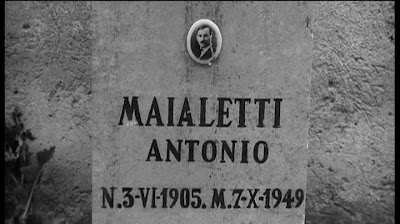 MAIALETTI
ANTONIO
N.3-VI-1905. M.7-X-1949